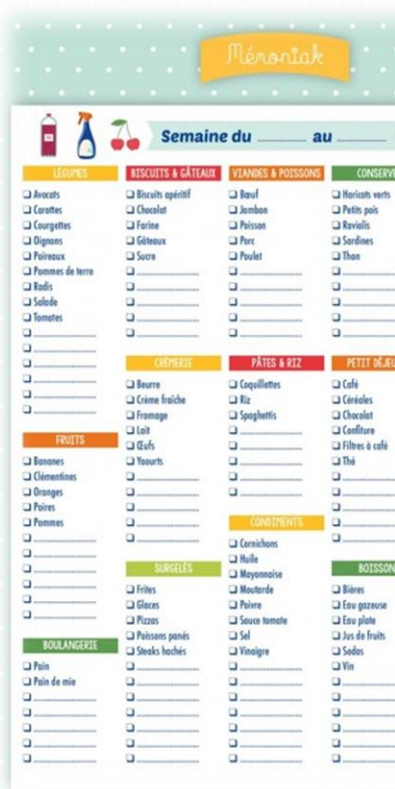 Mémoniak
Semaine du ............ au ............
LÉGUMES
Avocats
Carottes
Courgettes
Oignons
Poireaux
Pommes de terre
Radis
Salade
Tomates
FRUITS
Bananes
Clémentines
Oranges
Poires
Pommes
BOULANGERIE
Pain
Pain de mie
BISCUITS & GÂTEAUX
Biscuits apéritif
Chocolat
Farine
Gâteaux
Sucre
CRÉMERIE
Beurre
Crème fraîche
Fromage
Lait
Œufs
Yaourts
SURGELÉS
Frites
Glaces
Pizzas
Poissons panés
Steaks hachés
VIANDES & POISSONS
Bœuf
Jambon
Poisson
Porc
Poulet
PÂTES & RIZ
Coquillettes
Riz
Spaghettis
CONDIMENTS
Cornichons
Huile
Mayonnaise
Moutarde
Poivre
Sauce tomate
Sel
Vinaigre
CONSERVE
Haricots verts
Petits pois
Raviolis
Sardines
Thon
PETIT DÉJEU
Café
Céréales
Chocolat
Confiture
Filtres à café
Thé
BOISSON
Bières
Eau gazeuse
Eau plate
Jus de fruits
Sodas
Vin